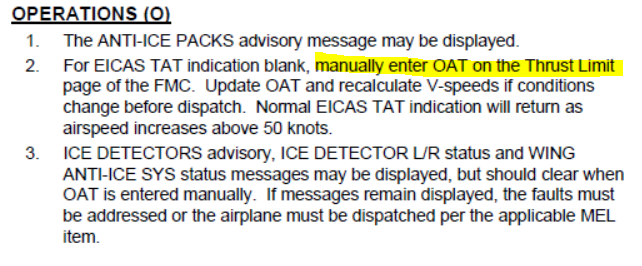 OPERATIONS (O)
1. The ANTI-ICE PACKS advisory message may be displayed.
2. For EICAS TAT indication blank, manually enter OAT on the Thrust Limit
page of the FMC. Update OAT and recalculate V-speeds if conditions
change before dispatch. Normal EICAS TAT indication will return as
airspeed increases above 50 knots.
3. ICE DETECTORS advisory, ICE DETECTOR L/R status and WING
ANTI-ICE SYS status messages may be displayed, but should clear when
OAT is entered manually. If messages remain displayed, the faults must
be addressed or the airplane must be dispatched per the applicable MEL
item.